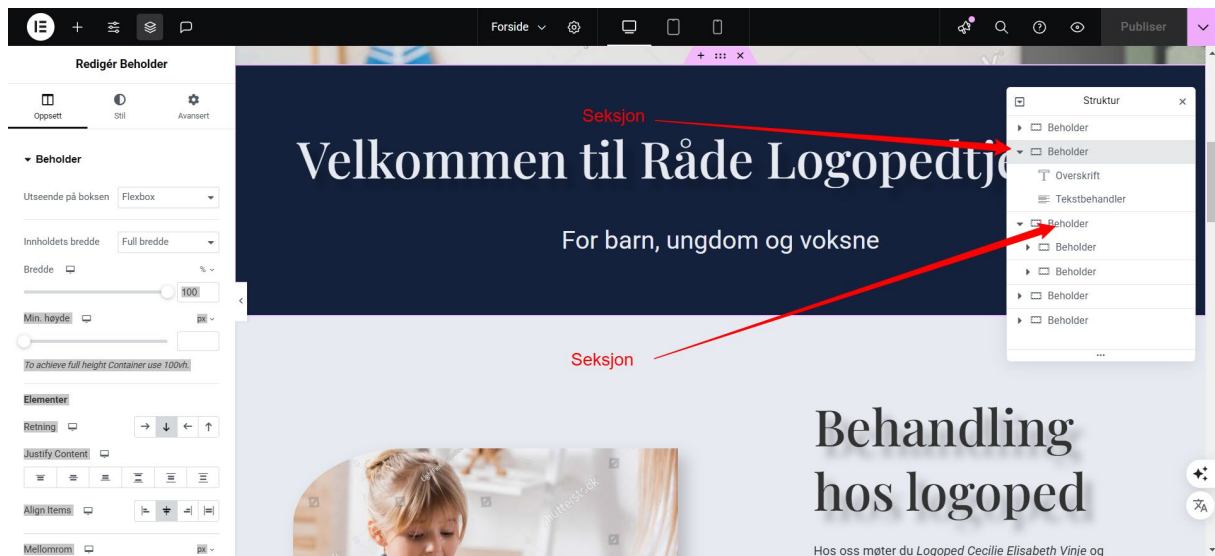 Forside
Publiser
Redigér Beholder
Oppsett
Stil
Avansert
Beholder
Utseende på boksen
Flexbox
Innholdets bredde
Full bredde
Bredde
%
100
Min. høyde
px
To achieve full height Container use 100vh.
Elementer
Retning
Justify Content
Align Items
Mellomrom
px
Seksjon
Velkommen til Råde Logopedtje
For barn, ungdom og voksne
Seksjon
Behandling
hos logoped
Hos oss møter du Logoped Cecilie Elisabeth Vinje og
Struktur
Beholder
Beholder
Overskrift
Tekstbehandler
Beholder
Beholder
Beholder
Beholder
Beholder